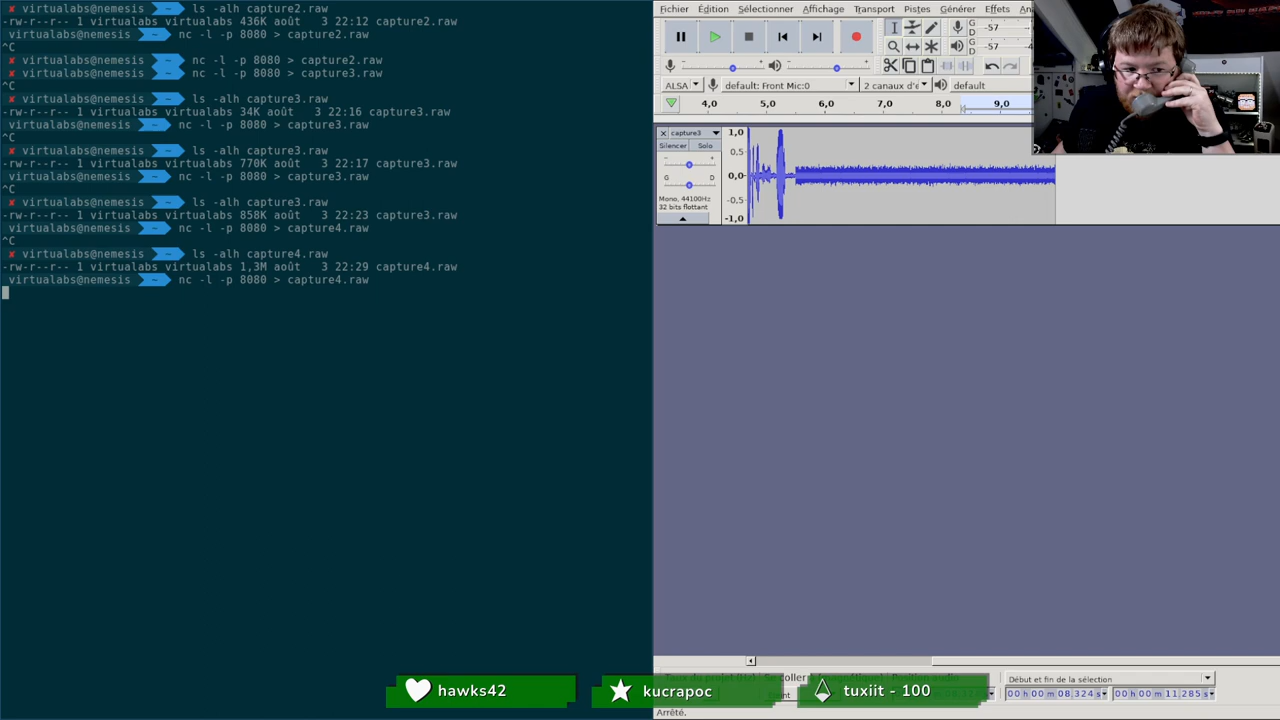 ✘ virtualabs@nemesis ~ ls -alh capture2.raw
-rw-r--r-- 1 virtualabs virtualabs 436K août   3 22:12 capture2.raw
virtualabs@nemesis ~ nc -l -p 8080 > capture2.raw
^C
✘ virtualabs@nemesis ~ nc -l -p 8080 > capture2.raw
✘ virtualabs@nemesis ~ nc -l -p 8080 > capture3.raw
^C
✘ virtualabs@nemesis ~ ls -alh capture3.raw
-rw-r--r-- 1 virtualabs virtualabs 34K août   3 22:16 capture3.raw
virtualabs@nemesis ~ nc -l -p 8080 > capture3.raw
^C
✘ virtualabs@nemesis ~ ls -alh capture3.raw
-rw-r--r-- 1 virtualabs virtualabs 770K août   3 22:17 capture3.raw
virtualabs@nemesis ~ nc -l -p 8080 > capture3.raw
^C
✘ virtualabs@nemesis ~ ls -alh capture3.raw
-rw-r--r-- 1 virtualabs virtualabs 858K août   3 22:23 capture3.raw
virtualabs@nemesis ~ nc -l -p 8080 > capture4.raw
^C
✘ virtualabs@nemesis ~ ls -alh capture4.raw
-rw-r--r-- 1 virtualabs virtualabs 1,3M août   3 22:29 capture4.raw
virtualabs@nemesis ~ nc -l -p 8080 > capture4.raw
Fichier Édition Sélectionner Affichage Transport Pistes Générer Effets
G -57
D
G -57
D
ALSA default: Front Mic:0 2 canaux d'e default
4,0 5,0 6,0 7,0 8,0 9,0
capture3
Silencer Solo
- +
G D
Mono, 44100Hz
32 bits flottant
1,0
0,5
0,0
-0,5
-1,0
Taux du projet (Hz)
Début et fin de la sélection
00 h 00 m 08,324 s 00 h 00 m 11,285 s
Arrêté.
hawks42
kucrapoc
tuxiit - 100